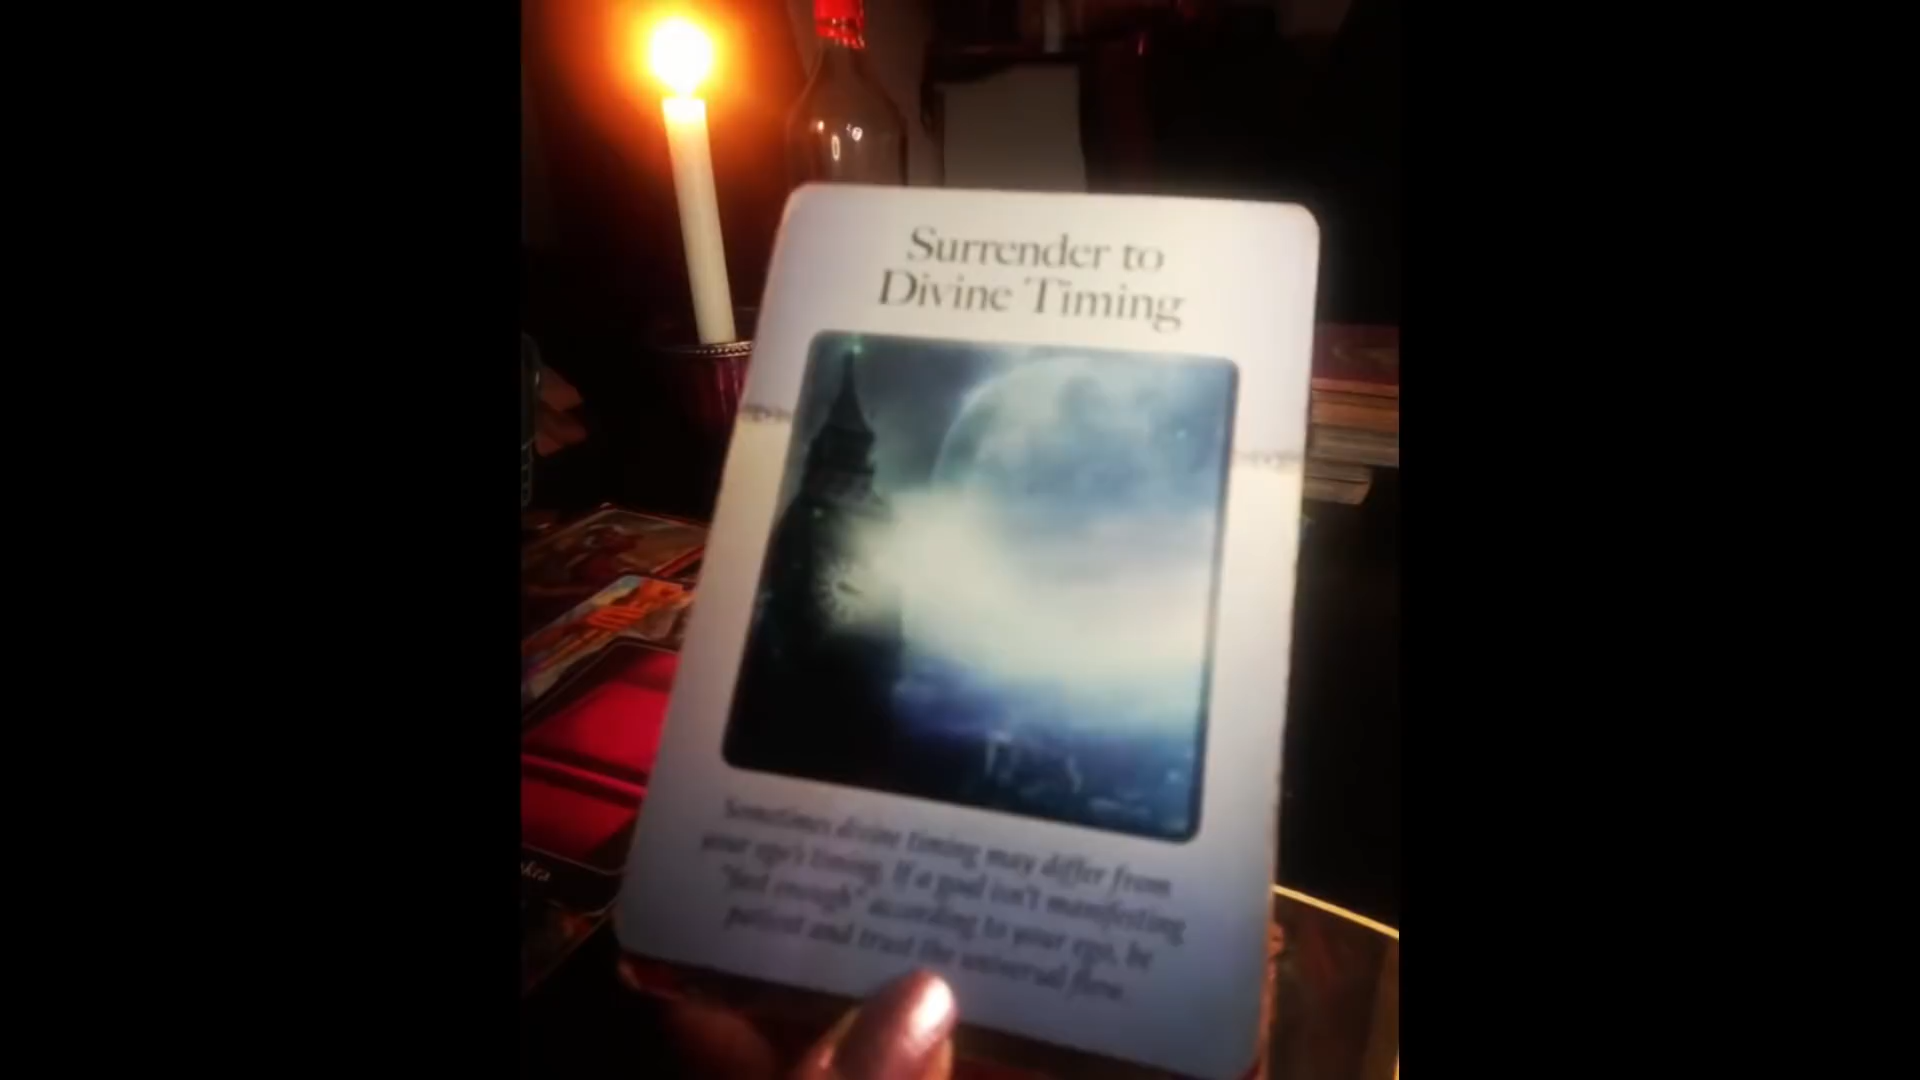 Surrender to
Divine Timing
Sometimes divine timing may differ from
your ego's timing. If a goal isn't manifesting
"fast enough" according to your ego, be
patient and trust the universal flow.